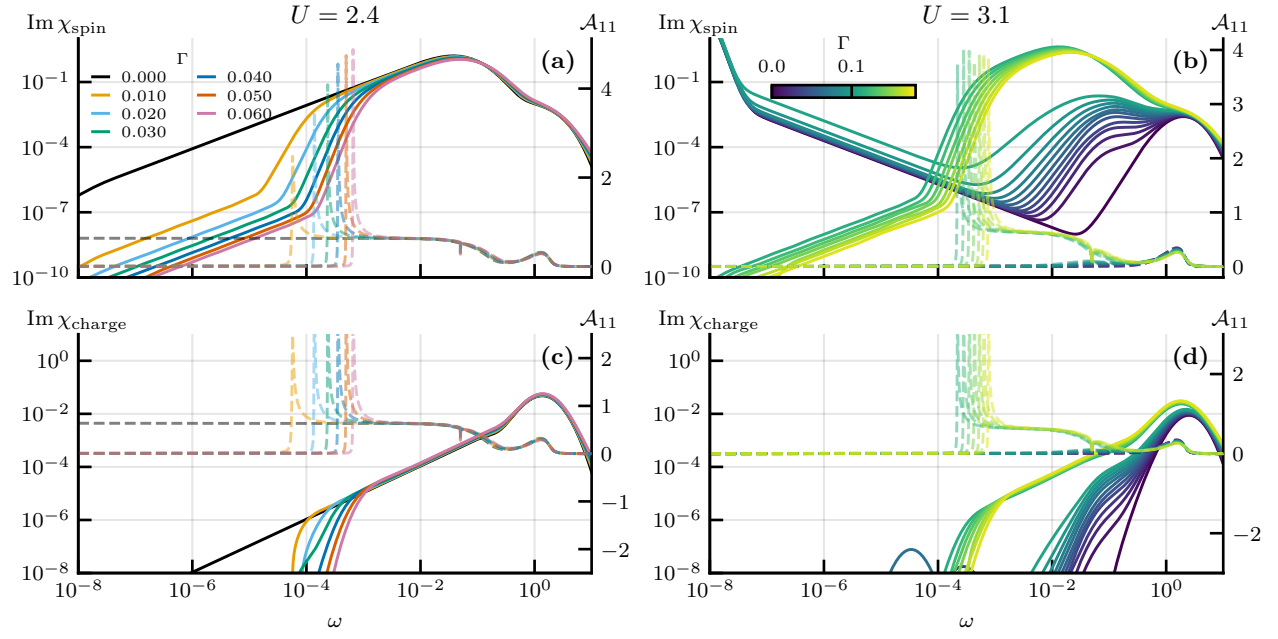 U = 2.4
U = 3.1
Im χspin
A11
Im χspin
A11
(a)
(b)
Γ
0.000
0.010
0.020
0.030
0.040
0.050
0.060
Γ
0.0
0.1
10^−1
10^−4
10^−7
10^−10
4
2
0
10^−1
10^−4
10^−7
10^−10
4
3
2
1
0
Im χcharge
A11
Im χcharge
A11
(c)
(d)
10^0
10^−2
10^−4
10^−6
10^−8
2
1
0
−1
−2
10^0
10^−2
10^−4
10^−6
10^−8
2
0
−2
10^−8
10^−6
10^−4
10^−2
10^0
10^−8
10^−6
10^−4
10^−2
10^0
ω
ω